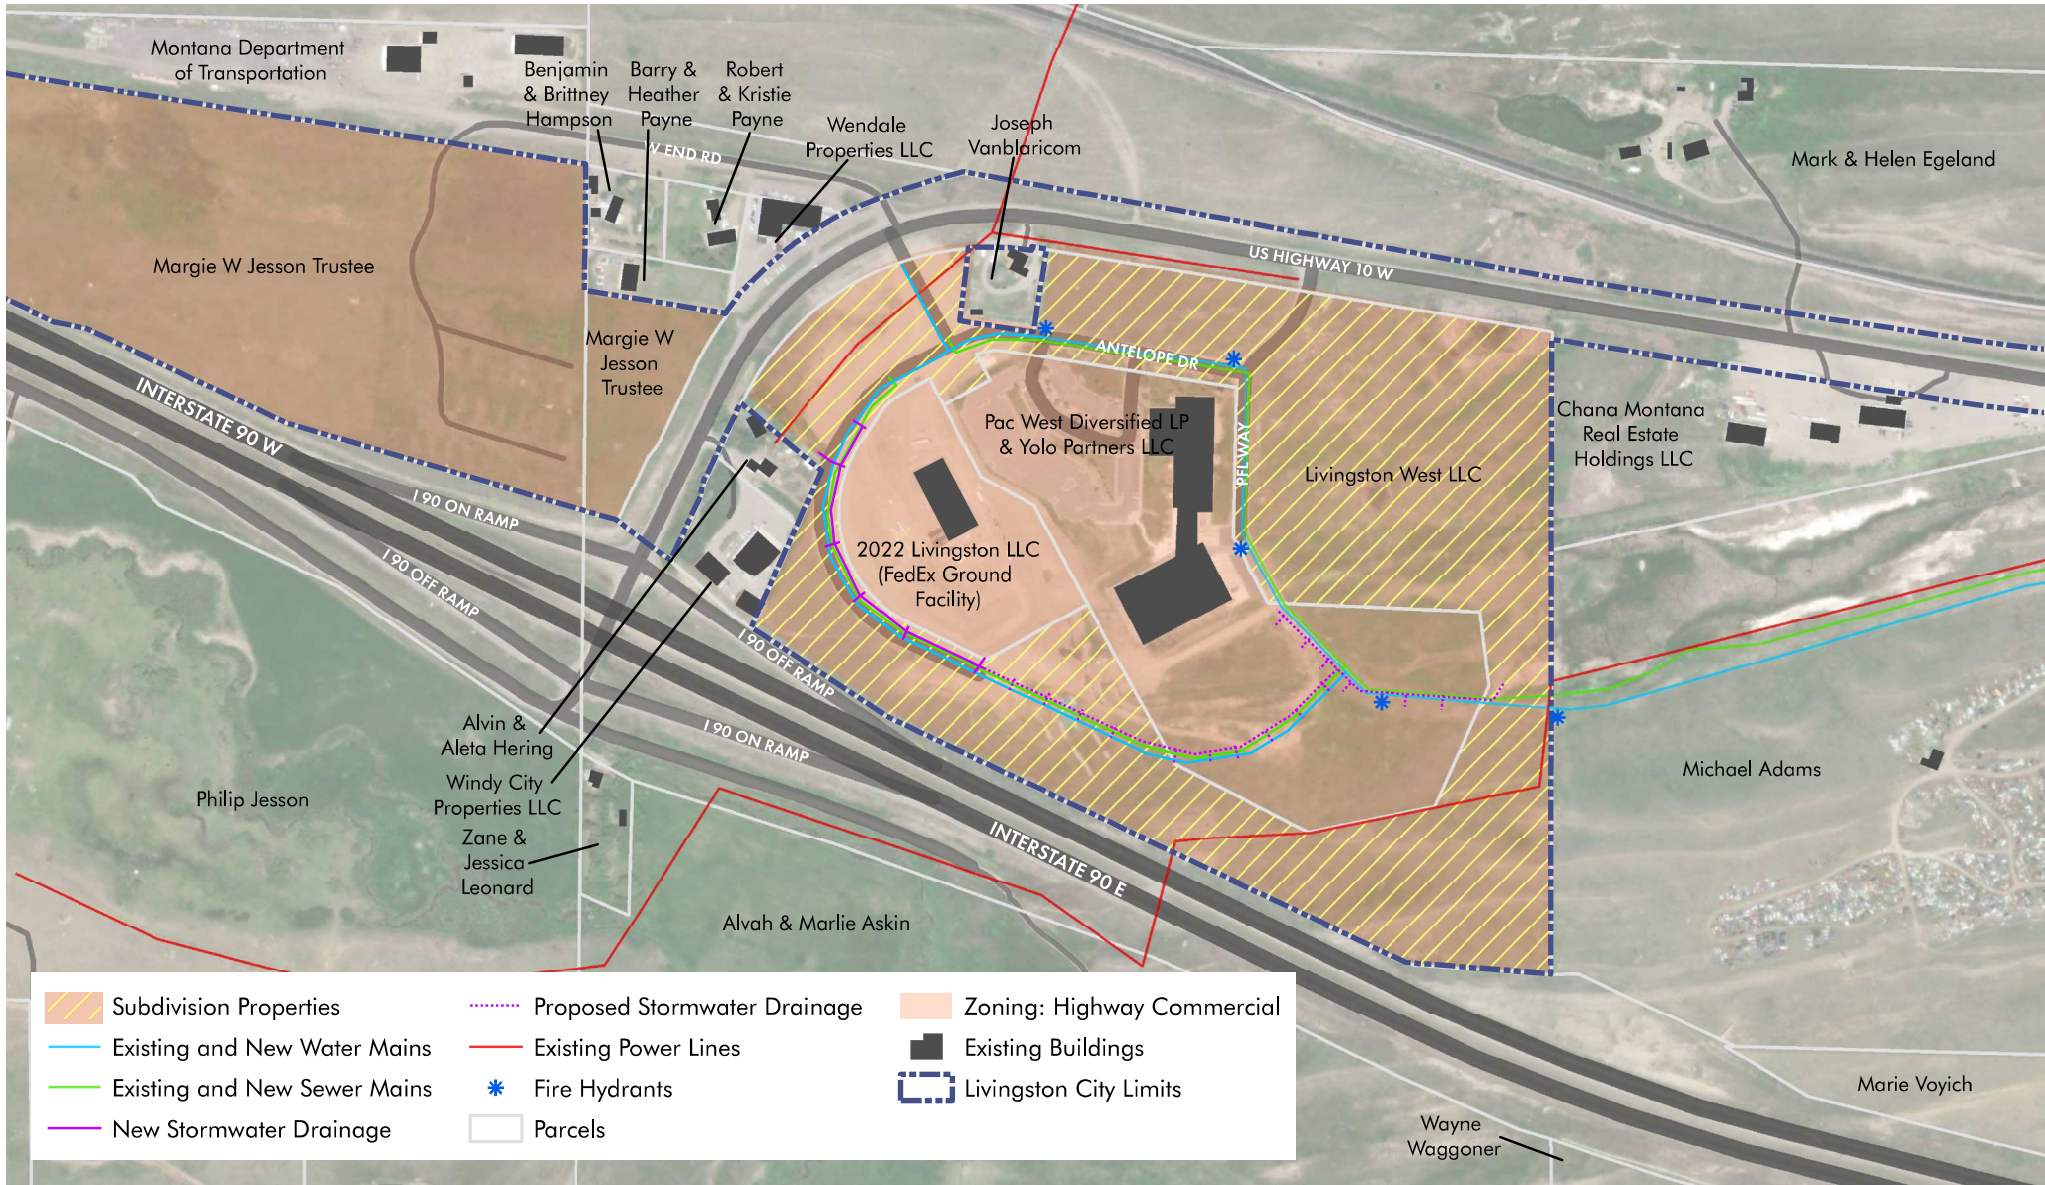 Montana Department
of Transportation
Benjamin
& Brittney
Hampson
Barry &
Heather
Payne
Robert
& Kristie
Payne
Wendale
Properties LLC
Joseph
Vanblaricom
Mark & Helen Egeland
W END RD
Margie W Jesson Trustee
US HIGHWAY 10 W
Margie W
Jesson
Trustee
ANTELOPE DR
INTERSTATE 90 W
Pac West Diversified LP
& Yolo Partners LLC
PFL WAY
Livingston West LLC
Chana Montana
Real Estate
Holdings LLC
I 90 ON RAMP
I 90 OFF RAMP
2022 Livingston LLC
(FedEx Ground
Facility)
I 90 OFF RAMP
Alvin &
Aleta Hering
I 90 ON RAMP
Windy City
Properties LLC
Philip Jesson
Michael Adams
Zane &
Jessica
Leonard
INTERSTATE 90 E
Alvah & Marlie Askin
Subdivision Properties
Existing and New Water Mains
Existing and New Sewer Mains
New Stormwater Drainage
Proposed Stormwater Drainage
Existing Power Lines
Fire Hydrants
Parcels
Zoning: Highway Commercial
Existing Buildings
Livingston City Limits
Marie Voyich
Wayne
Waggoner